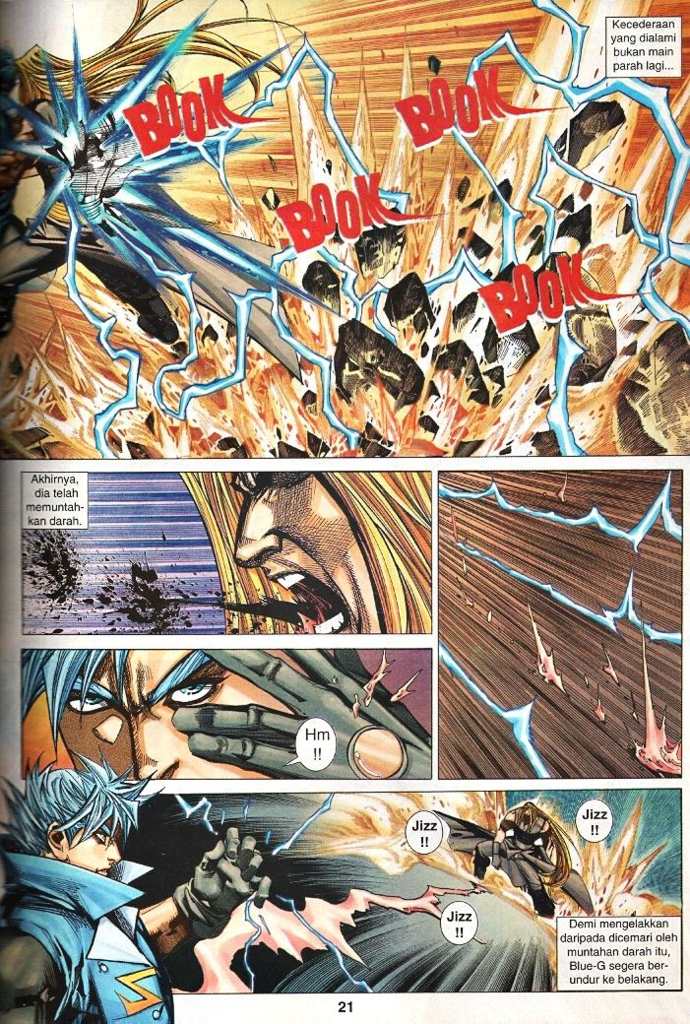 Kecederaan
yang dialami
bukan main
parah lagi...
BOOK
BOOK
BOOK
BOOK
Akhirnya,
dia telah
memuntah-
kan darah.
Hm
!!
Jizz
!!
Jizz
!!
Jizz
!!
Demi mengelakkan
daripada dicemari oleh
muntahan darah itu,
Blue-G segera ber-
undur ke belakang.
21